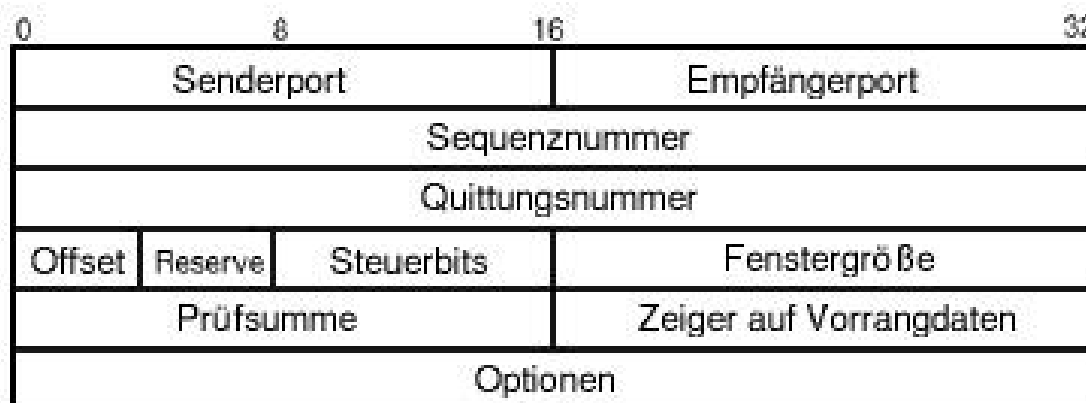 0 8 16 32
Senderport Empfängerport
Sequenznummer
Quittungsnummer
Offset Reserve Steuerbits Fenstergröße
Prüfsumme Zeiger auf Vorrangdaten
Optionen